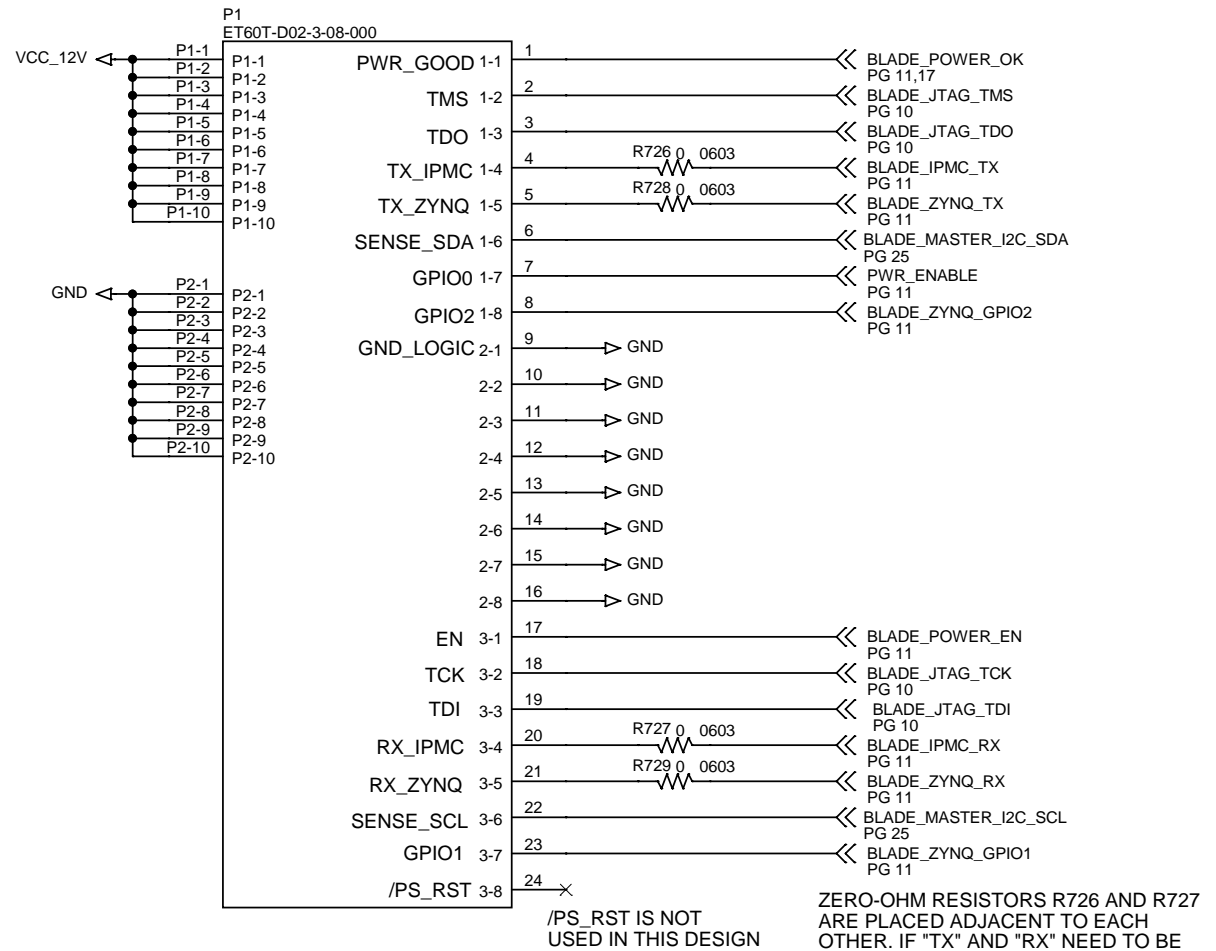 P1
ET60T-D02-3-08-000
VCC_12V
P1-1 P1-1
P1-2 P1-2
P1-3 P1-3
P1-4 P1-4
P1-5 P1-5
P1-6 P1-6
P1-7 P1-7
P1-8 P1-8
P1-9 P1-9
P1-10 P1-10
GND
P2-1 P2-1
P2-2 P2-2
P2-3 P2-3
P2-4 P2-4
P2-5 P2-5
P2-6 P2-6
P2-7 P2-7
P2-8 P2-8
P2-9 P2-9
P2-10 P2-10
PWR_GOOD 1-1 1 BLADE_POWER_OK
PG 11,17
TMS 1-2 2 BLADE_JTAG_TMS
PG 10
TDO 1-3 3 BLADE_JTAG_TDO
PG 10
TX_IPMC 1-4 4 R726 0 0603 BLADE_IPMC_TX
PG 11
TX_ZYNQ 1-5 5 R728 0 0603 BLADE_ZYNQ_TX
PG 11
SENSE_SDA 1-6 6 BLADE_MASTER_I2C_SDA
PG 25
GPIO0 1-7 7 PWR_ENABLE
PG 11
GPIO2 1-8 8 BLADE_ZYNQ_GPIO2
PG 11
GND_LOGIC 2-1 9 GND
2-2 10 GND
2-3 11 GND
2-4 12 GND
2-5 13 GND
2-6 14 GND
2-7 15 GND
2-8 16 GND
EN 3-1 17 BLADE_POWER_EN
PG 11
TCK 3-2 18 BLADE_JTAG_TCK
PG 10
TDI 3-3 19 BLADE_JTAG_TDI
PG 10
RX_IPMC 3-4 20 R727 0 0603 BLADE_IPMC_RX
PG 11
RX_ZYNQ 3-5 21 R729 0 0603 BLADE_ZYNQ_RX
PG 11
SENSE_SCL 3-6 22 BLADE_MASTER_I2C_SCL
PG 25
GPIO1 3-7 23 BLADE_ZYNQ_GPIO1
PG 11
/PS_RST 3-8 24
/PS_RST IS NOT
USED IN THIS DESIGN
ZERO-OHM RESISTORS R726 AND R727
ARE PLACED ADJACENT TO EACH
OTHER. IF "TX" AND "RX" NEED TO BE